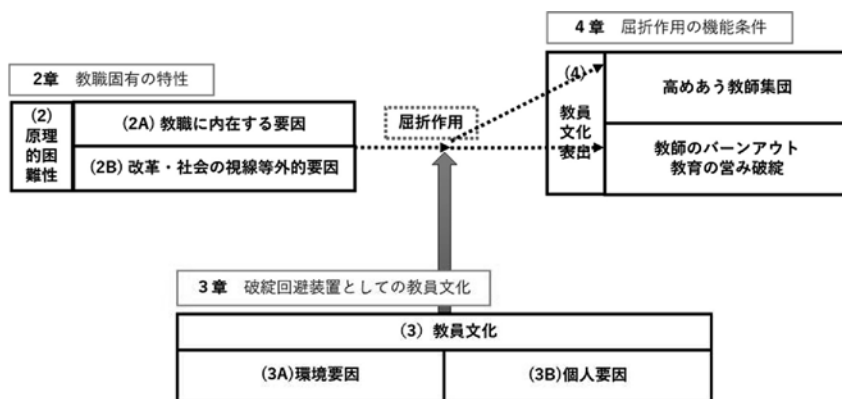 4章 屈折作用の機能条件
2章 教職固有の特性
(2)
原理
的困
難性
(2A) 教職に内在する要因
(2B) 改革・社会の視線等外的要因
屈折作用
(4)
教員
文化
表出
高めあう教師集団
教師のバーンアウト
教育の営み破綻
3章 破綻回避装置としての教員文化
(3) 教員文化
(3A)環境要因
(3B)個人要因